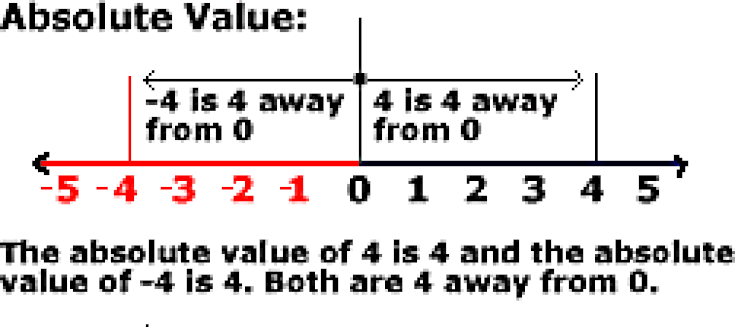 Absolute Value:
-4 is 4 away
from 0
4 is 4 away
from 0
-5 -4 -3 -2 -1 0 1 2 3 4 5
The absolute value of 4 is 4 and the absolute
value of -4 is 4. Both are 4 away from 0.